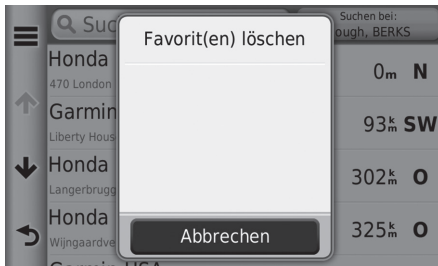 Suc
Suchen bei:
ough, BERKS
Favorit(en) löschen
Honda
470 London
0m N
Garmin
Liberty Hous
93km SW
Honda
Langerbrugg
302km O
Honda
Wijngaardve
325km O
Abbrechen